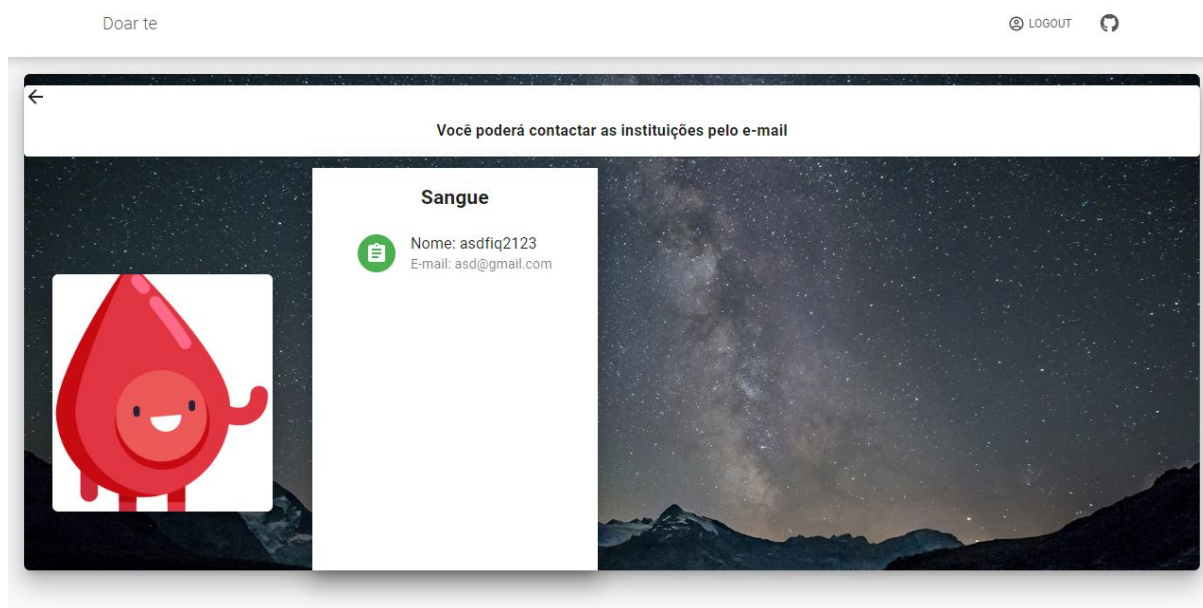 Doar te
LOGOUT
Você poderá contactar as instituições pelo e-mail
Sangue
Nome: asdfiq2123
E-mail: asd@gmail.com